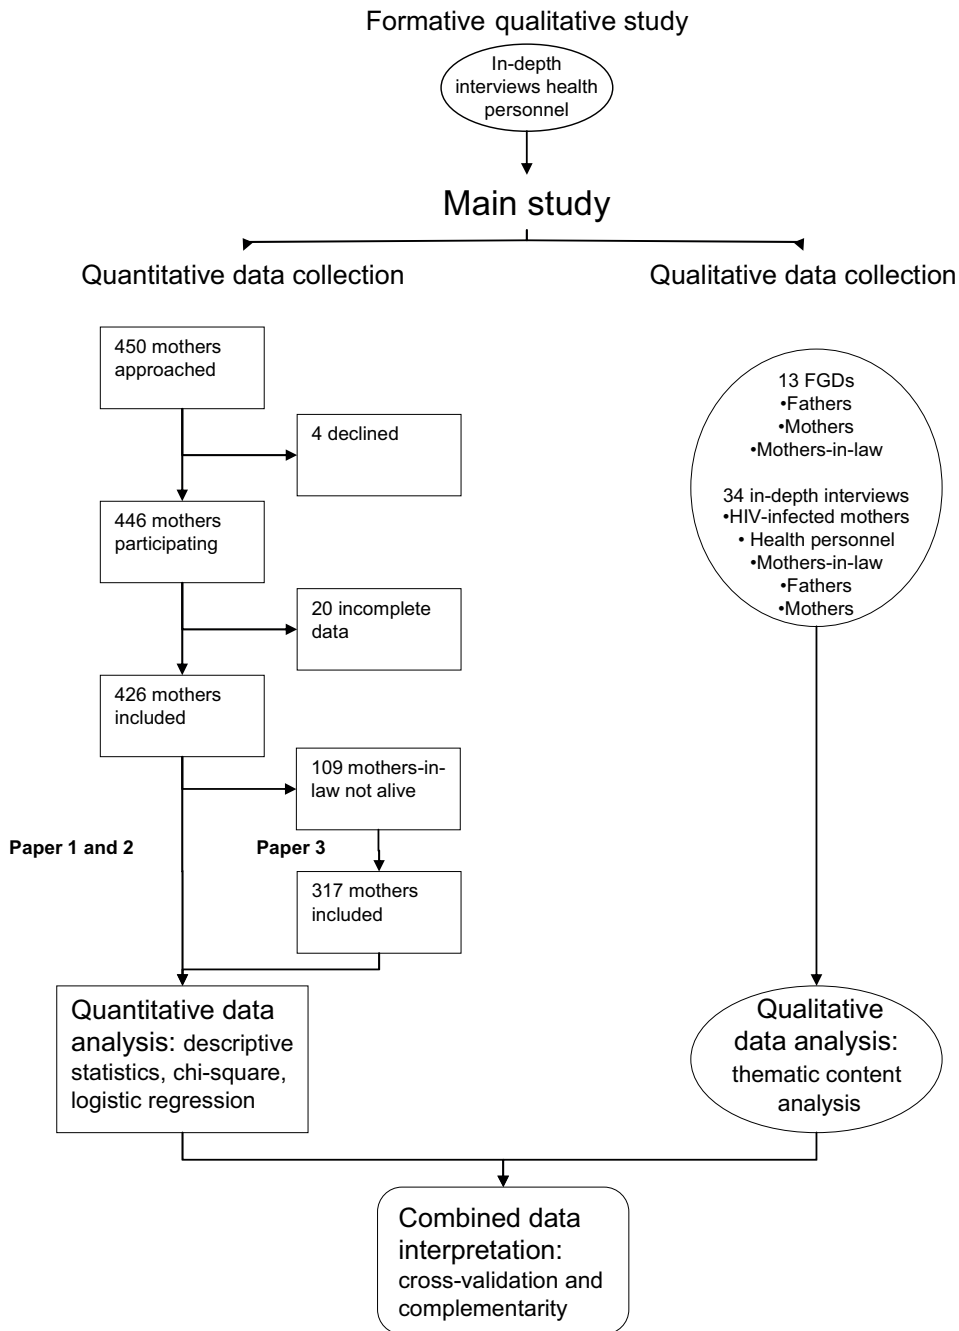 Formative qualitative study
In-depth
interviews health
personnel
Main study
Quantitative data collection
Qualitative data collection
450 mothers
approached
4 declined
446 mothers
participating
20 incomplete
data
426 mothers
included
109 mothers-in-
law not alive
Paper 1 and 2
Paper 3
317 mothers
included
13 FGDs
•Fathers
•Mothers
•Mothers-in-law
34 in-depth interviews
•HIV-infected mothers
• Health personnel
•Mothers-in-law
•Fathers
•Mothers
Quantitative data
analysis: descriptive
statistics, chi-square,
logistic regression
Qualitative
data analysis:
thematic content
analysis
Combined data
interpretation:
cross-validation and
complementarity